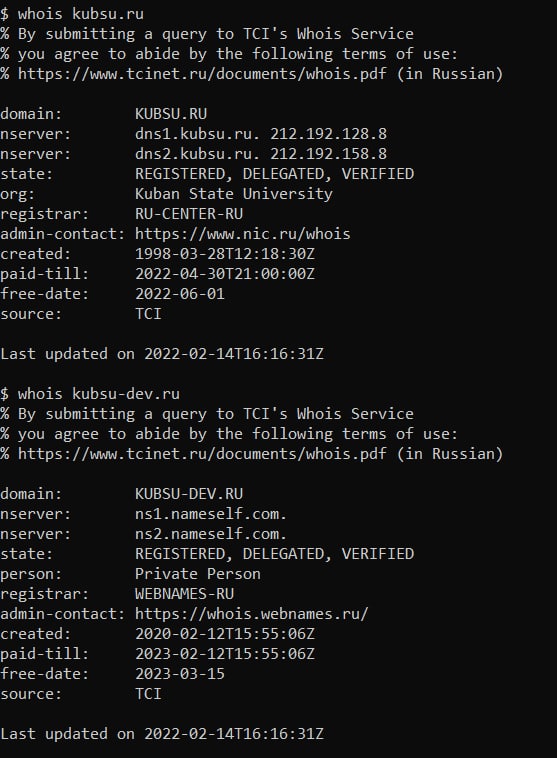 $ whois kubsu.ru
% By submitting a query to TCI's Whois Service
% you agree to abide by the following terms of use:
% https://www.tcinet.ru/documents/whois.pdf (in Russian)

domain:        KUBSU.RU
nserver:       dns1.kubsu.ru. 212.192.128.8
nserver:       dns2.kubsu.ru. 212.192.158.8
state:         REGISTERED, DELEGATED, VERIFIED
org:           Kuban State University
registrar:     RU-CENTER-RU
admin-contact: https://www.nic.ru/whois
created:       1998-03-28T12:18:30Z
paid-till:     2022-04-30T21:00:00Z
free-date:     2022-06-01
source:        TCI

Last updated on 2022-02-14T16:16:31Z

$ whois kubsu-dev.ru
% By submitting a query to TCI's Whois Service
% you agree to abide by the following terms of use:
% https://www.tcinet.ru/documents/whois.pdf (in Russian)

domain:        KUBSU-DEV.RU
nserver:       ns1.nameself.com.
nserver:       ns2.nameself.com.
state:         REGISTERED, DELEGATED, VERIFIED
person:        Private Person
registrar:     WEBNAMES-RU
admin-contact: https://whois.webnames.ru/
created:       2020-02-12T15:55:06Z
paid-till:     2023-02-12T15:55:06Z
free-date:     2023-03-15
source:        TCI

Last updated on 2022-02-14T16:16:31Z